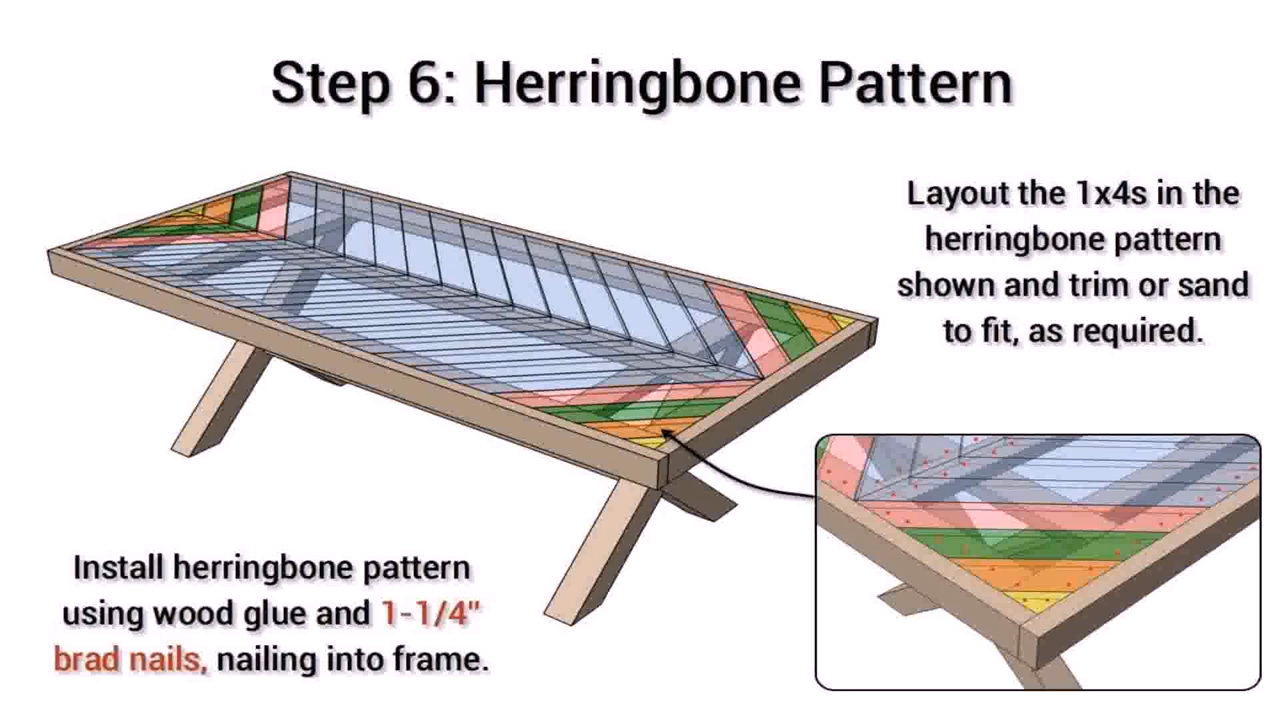 Step 6: Herringbone Pattern
Layout the 1x4s in the
herringbone pattern
shown and trim or sand
to fit, as required.
Install herringbone pattern
using wood glue and 1-1/4"
brad nails, nailing into frame.